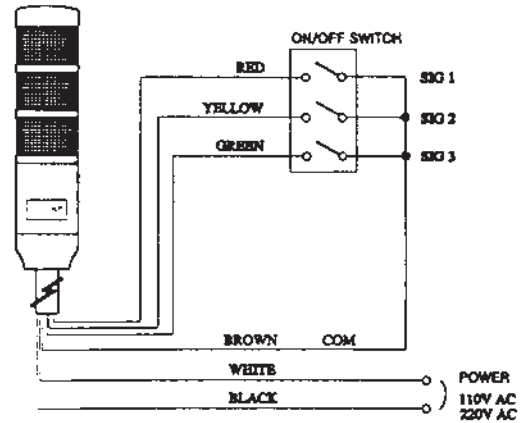 ON/OFF SWITCH
RED
SIG 1
YELLOW
SIG 2
GREEN
SIG 3
BROWN COM
WHITE
POWER
BLACK
110V AC
220V AC